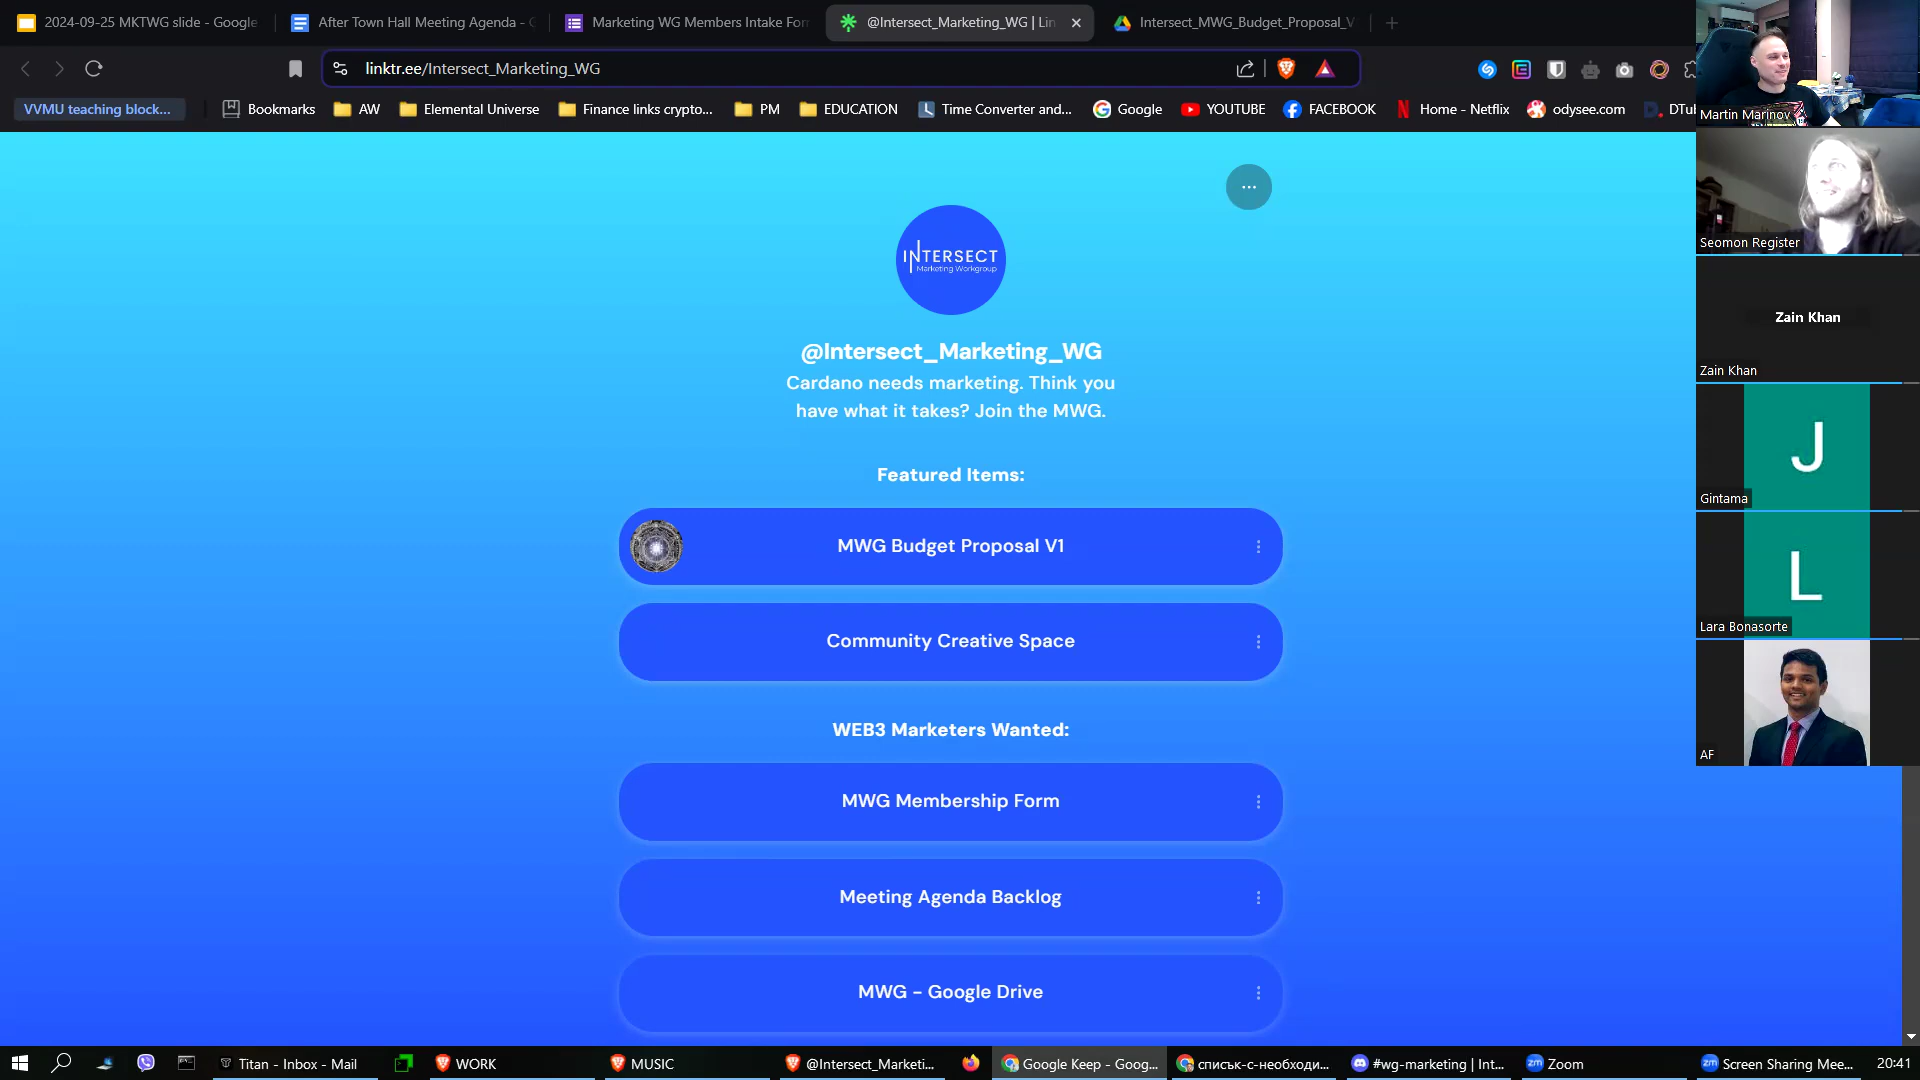 2024-09-25 MKTWG slide - Google
After Town Hall Meeting Agenda - G
Marketing WG Members Intake For
@Intersect_Marketing_WG | Lin
Intersect_MWG_Budget_Proposal_V
linktr.ee/Intersect_Marketing_WG
VVMU teaching block...
Bookmarks
AW
Elemental Universe
Finance links crypto...
PM
EDUCATION
Time Converter and...
Google
YOUTUBE
FACEBOOK
Home - Netflix
odysee.com
DTu
INTERSECT
Marketing Workgroup
@Intersect_Marketing_WG
Cardano needs marketing. Think you
have what it takes? Join the MWG.
Featured Items:
MWG Budget Proposal V1
Community Creative Space
WEB3 Marketers Wanted:
MWG Membership Form
Meeting Agenda Backlog
MWG - Google Drive
Martin Marinov
Seomon Register
Zain Khan
Zain Khan
J
Gintama
L
Lara Bonasorte
AF
Titan - Inbox - Mail
WORK
MUSIC
@Intersect_Marketi...
Google Keep - Goog...
списък-с-необходи...
#wg-marketing | Int...
zm
Zoom
zm
Screen Sharing Mee...
20:41